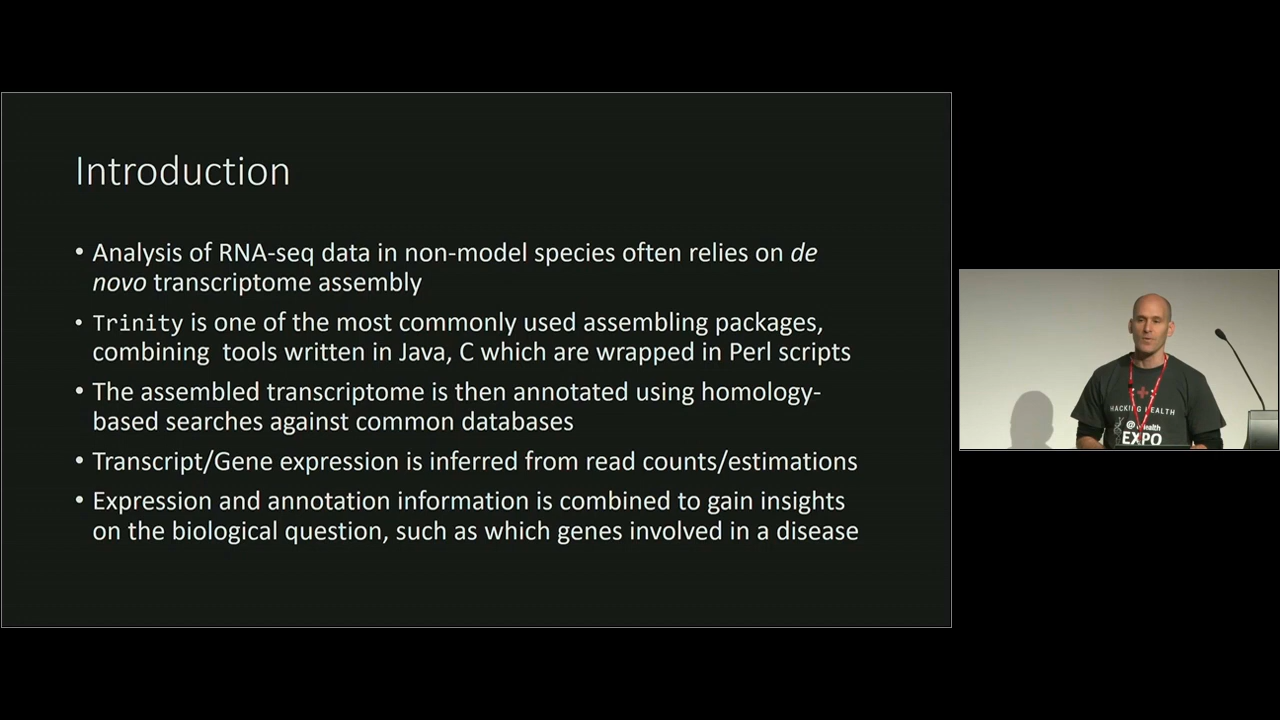 Introduction
• Analysis of RNA-seq data in non-model species often relies on de
novo transcriptome assembly
• Trinity is one of the most commonly used assembling packages,
combining  tools written in Java, C which are wrapped in Perl scripts
• The assembled transcriptome is then annotated using homology-
based searches against common databases
• Transcript/Gene expression is inferred from read counts/estimations
• Expression and annotation information is combined to gain insights
on the biological question, such as which genes involved in a disease
HACKING HEALTH
EXPO